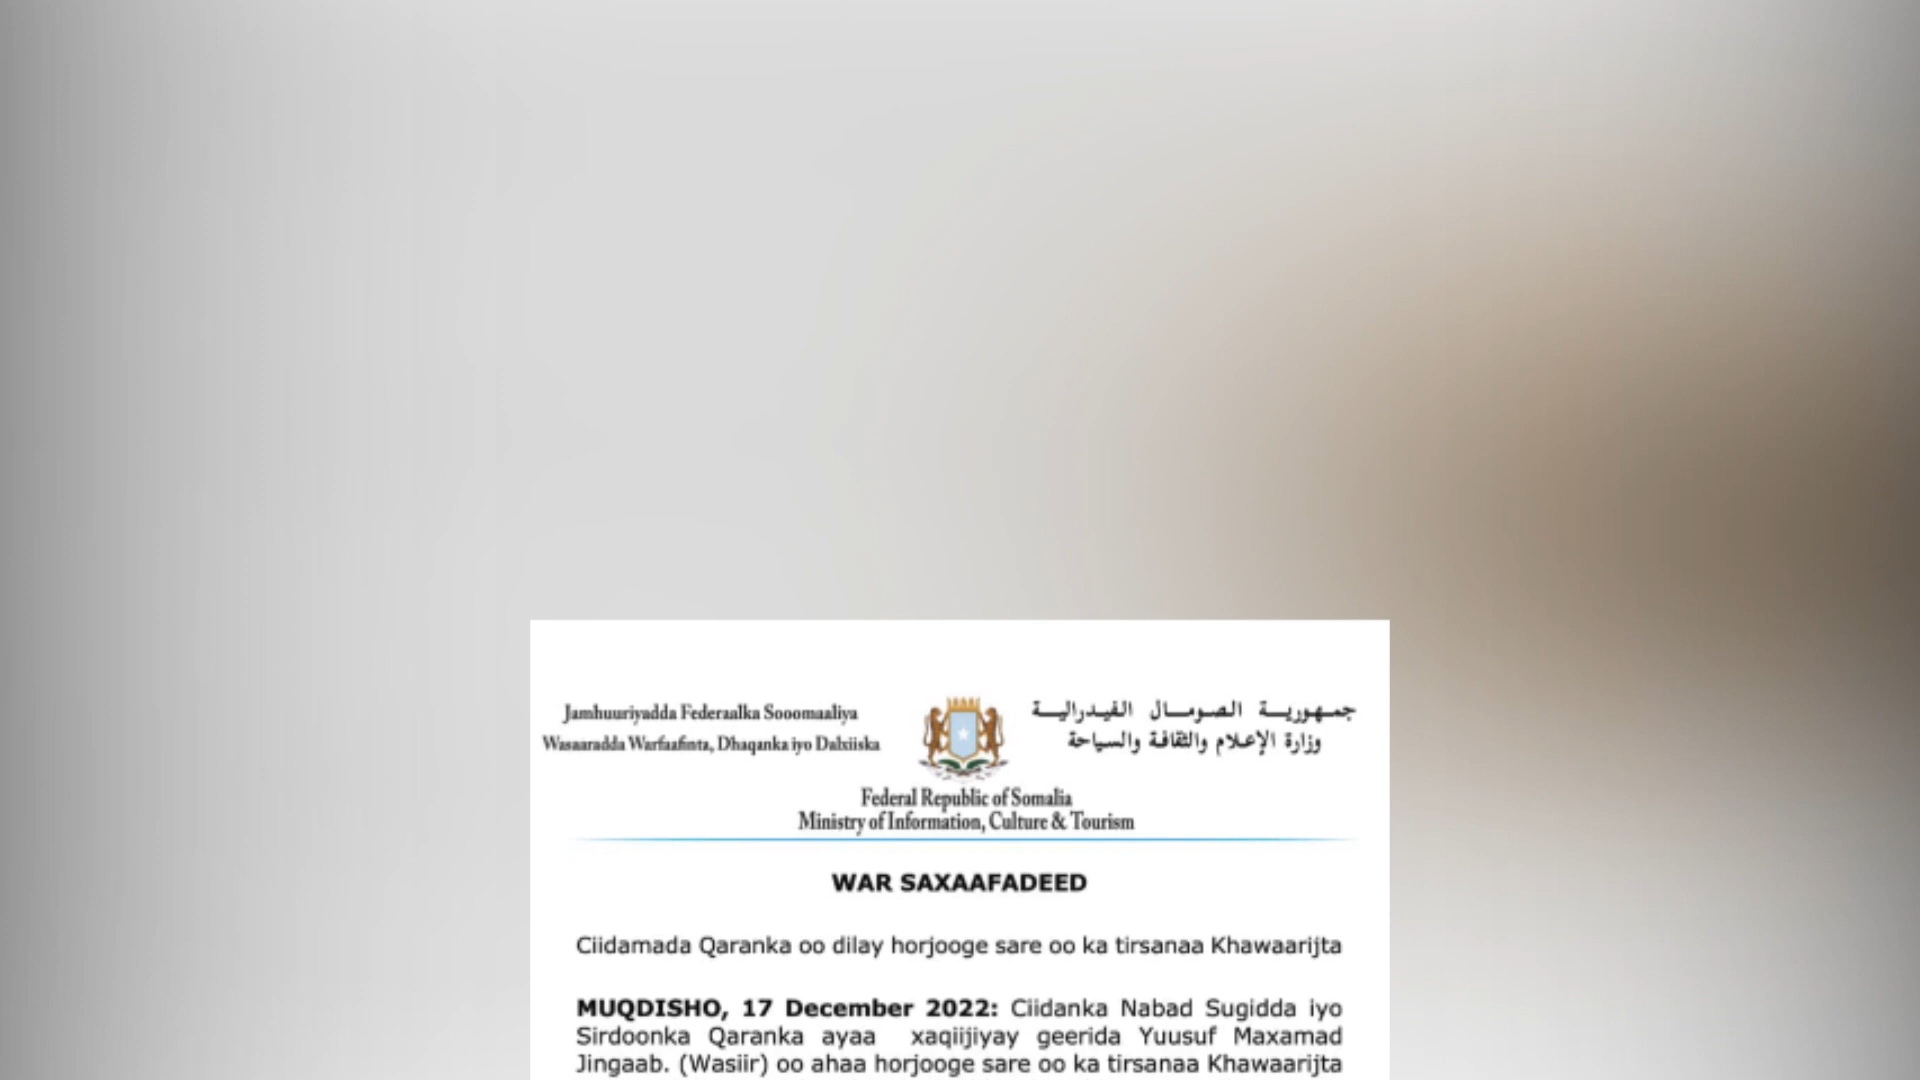 Jamhuuriyadda Federaalka Sooomaaliya
Wasaaradda Warfaafinta, Dhaqanka iyo Dalxiiska
جمهورية الصومال الفيدرالية
وزارة الإعلام والثقافة والسياحة
Federal Republic of Somalia
Ministry of Information, Culture & Tourism
WAR SAXAAFADEED
Ciidamada Qaranka oo dilay horjooge sare oo ka tirsanaa Khawaarijta
MUQDISHO, 17 December 2022: Ciidanka Nabad Sugidda iyo
Sirdoonka Qaranka ayaa xaqiijiyay geerida Yuusuf Maxamad
Jingaab. (Wasiir) oo ahaa horjooge sare oo ka tirsanaa Khawaarijta